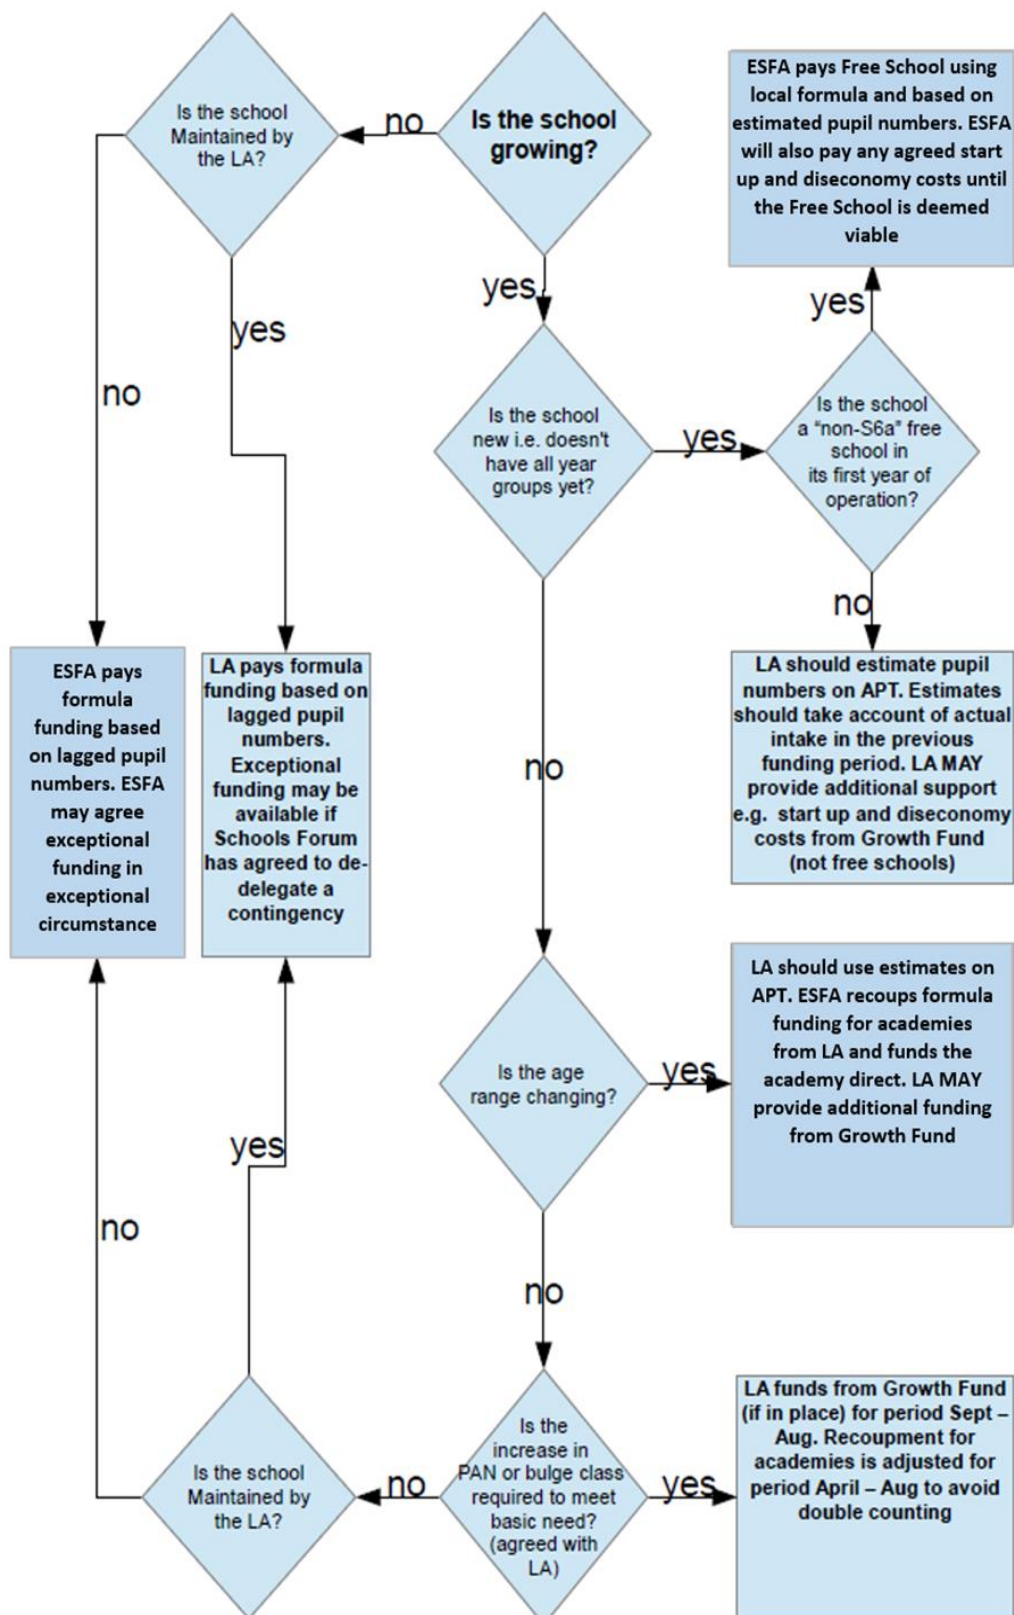 Is the school
Maintained by
the LA?
no
Is the school
growing?
ESFA pays Free School using
local formula and based on
estimated pupil numbers. ESFA
will also pay any agreed start
up and diseconomy costs until
the Free School is deemed
viable
yes
yes
yes
no
Is the school
new i.e. doesn't
have all year
groups yet?
yes
Is the school
a "non-S6a" free
school in
its first year of
operation?
no
ESFA pays
formula
funding based
on lagged pupil
numbers. ESFA
may agree
exceptional
funding in
exceptional
circumstance
LA pays formula
funding based on
lagged pupil
numbers.
Exceptional
funding may be
available if
Schools Forum
has agreed to de-
delegate a
contingency
no
LA should estimate pupil
numbers on APT. Estimates
should take account of actual
intake in the previous
funding period. LA MAY
provide additional support
e.g. start up and diseconomy
costs from Growth Fund
(not free schools)
Is the age
range changing?
yes
LA should use estimates on
APT. ESFA recoups formula
funding for academies
from LA and funds the
academy direct. LA MAY
provide additional funding
from Growth Fund
yes
no
no
Is the school
Maintained by
the LA?
no
Is the
increase in
PAN or bulge class
required to meet
basic need?
(agreed with
LA)
yes
LA funds from Growth Fund
(if in place) for period Sept –
Aug. Recoupment for
academies is adjusted for
period April – Aug to avoid
double counting